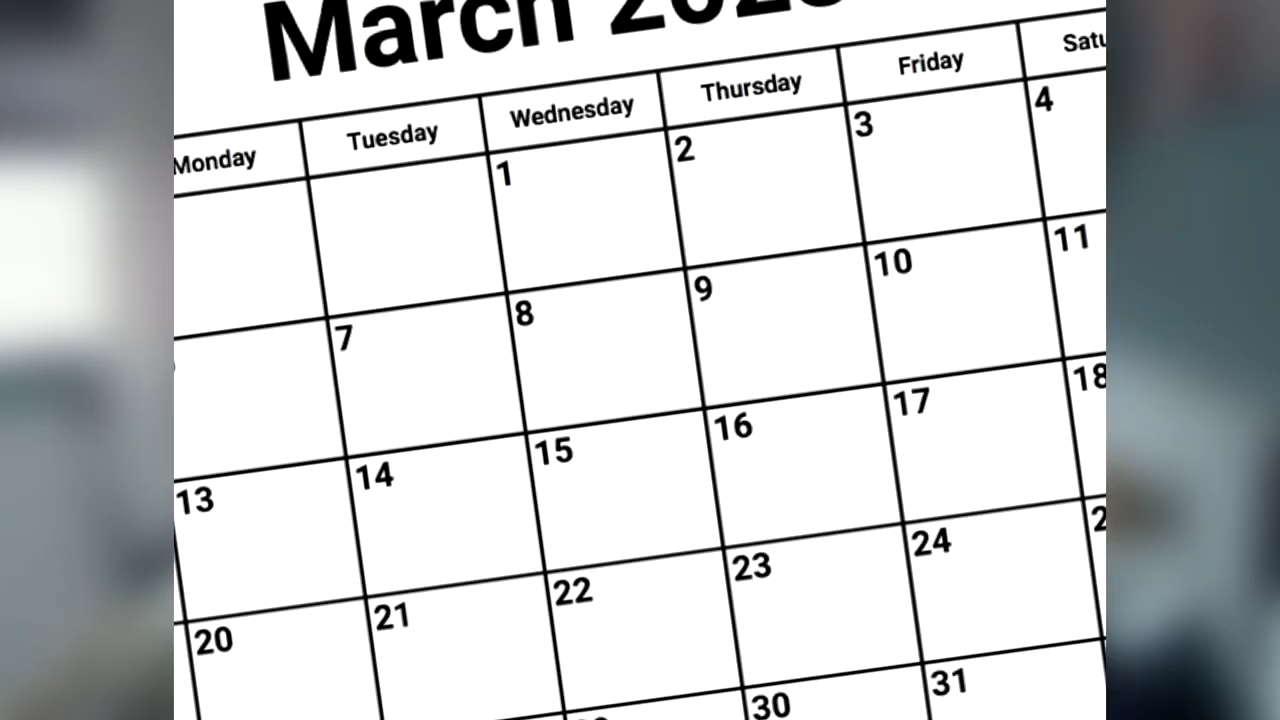 March 2023
Monday Tuesday Wednesday Thursday Friday
1 2 3 4
7 8 9 10 11
13 14 15 16 17 18
20 21 22 23 24
30 31